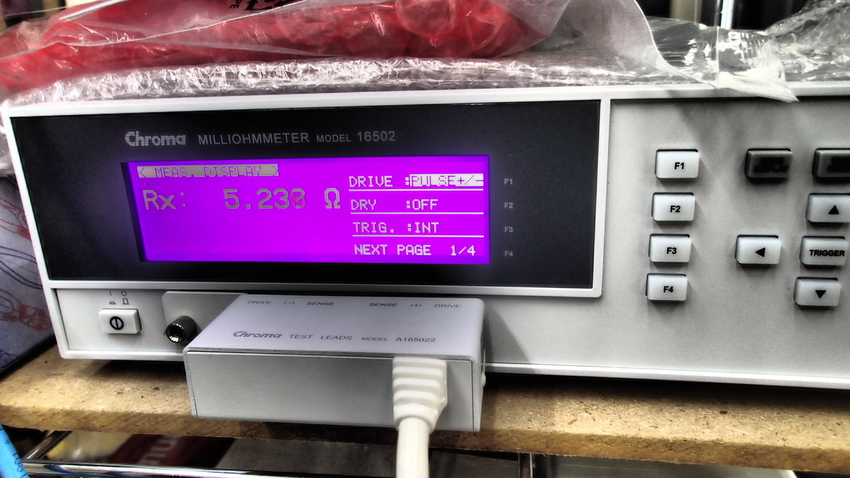 Chroma MILLIOHMMETER MODEL 16502
< MEAS. DISPLAY >
Rx: 5.230 Ω
DRIVE :PULSE+/-
DRY :OFF
TRIG. :INT
NEXT PAGE 1/4
F1
F2
F3
F4
F1
F2
F3
F4
TRIGGER
DRIVE (-) SENSE SENSE (+) DRIVE
Chroma TEST LEADS MODEL A165022